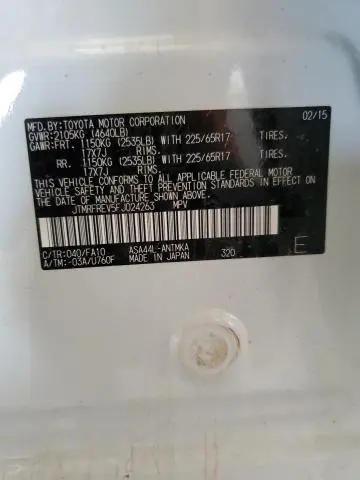 MFD.BY:TOYOTA MOTOR CORPORATION 02/15
GVWR:2105KG (4640LB)
GAWR:FRT. 1150KG (2535LB) WITH 225/65R17 TIRES.
17X7J RIMS.
RR. 1150KG (2535LB) WITH 225/65R17 TIRES.
17X7J RIMS.
THIS VEHICLE CONFORMS TO ALL APPLICABLE FEDERAL MOTOR
VEHICLE SAFETY STANDARDS IN EFFECT ON THE DATE OF
MANUFACTURE SHOWN ABOVE.
JTMRFREV5FJ024263 MPV
C/TR:040/FA10 ASA44L-ANTMKA 320
A/TM:-03A/U760F MADE IN JAPAN E